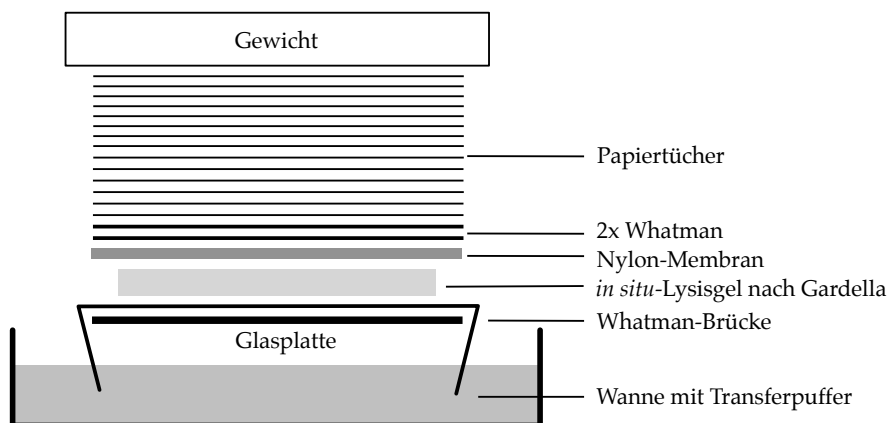 Gewicht
Papiertücher
2x Whatman
Nylon-Membran
in situ-Lysisgel nach Gardella
Whatman-Brücke
Glasplatte
Wanne mit Transferpuffer